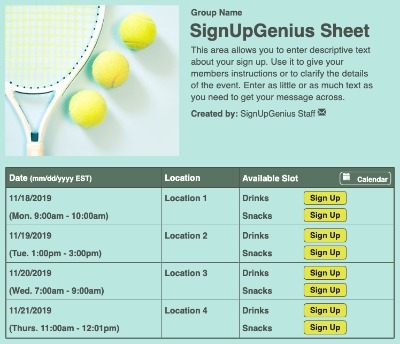 Group Name
SignUpGenius Sheet
This area allows you to enter descriptive text
about your sign up. Use it to give your
members instructions or to clarify the details
of the event. Enter as little or as much text as
you need to get your message across.
Created by: SignUpGenius Staff
Date (mm/dd/yyyy EST) Location Available Slot Calendar
11/18/2019 Location 1 Drinks Sign Up
(Mon. 9:00am - 10:00am) Snacks Sign Up
11/19/2019 Location 2 Drinks Sign Up
(Tue. 1:00pm - 3:00pm) Snacks Sign Up
11/20/2019 Location 3 Drinks Sign Up
(Wed. 7:00am - 9:00am) Snacks Sign Up
11/21/2019 Location 4 Drinks Sign Up
(Thurs. 11:00am - 12:01pm) Snacks Sign Up